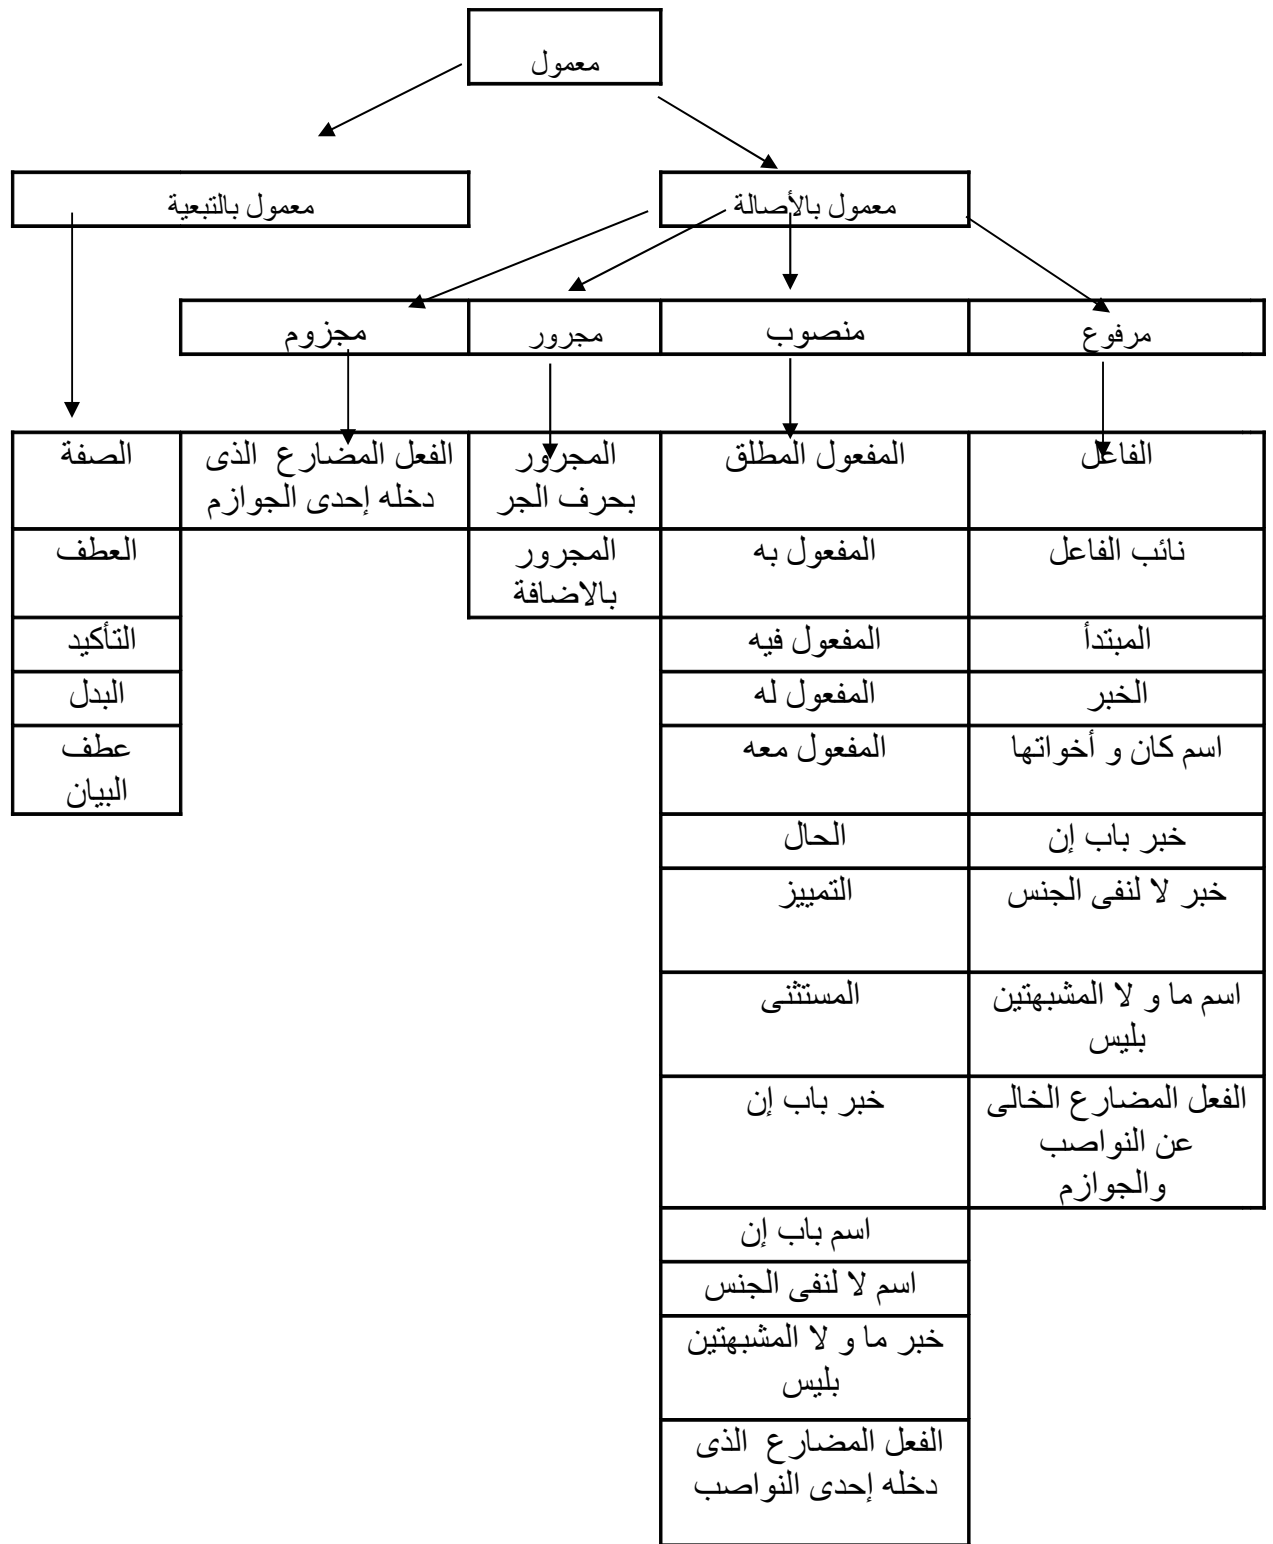 معمول
معمول بالأصالة
معمول بالتبعية
مرفوع
منصوب
مجرور
مجزوم
الفاعل
المفعول المطلق
المجرور
بحرف الجر
الفعل المضارع الذى
دخله إحدى الجوازم
الصفة
نائب الفاعل
المفعول به
المجرور
بالاضافة
العطف
المبتدأ
المفعول فيه
التأكيد
الخبر
المفعول له
البدل
اسم كان و أخواتها
المفعول معه
عطف
البيان
خبر باب إن
الحال
خبر لا لنفى الجنس
التمييز
اسم ما و لا المشبهتين
بليس
المستثنى
الفعل المضارع الخالى
عن النواصب
والجوازم
خبر باب إن
اسم باب إن
اسم لا لنفى الجنس
خبر ما و لا المشبهتين
بليس
الفعل المضارع الذى
دخله إحدى النواصب